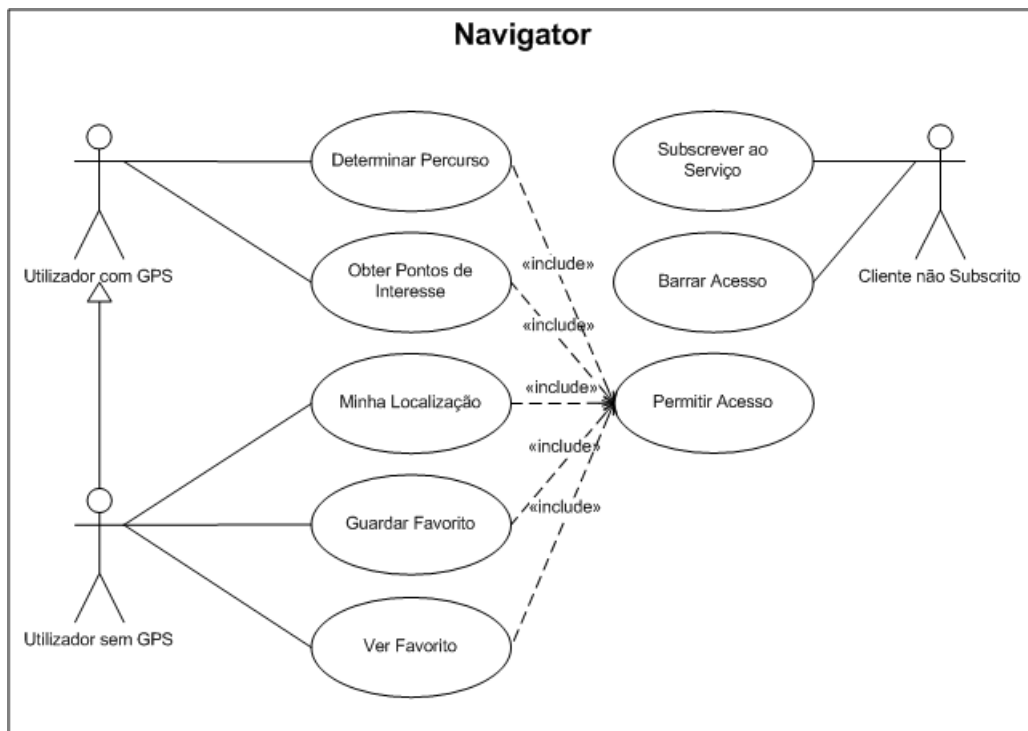 Navigator
Determinar Percurso
Subscrever ao
Serviço
Utilizador com GPS
Obter Pontos de
Interesse
«include»
Barrar Acesso
Cliente não Subscrito
«include»
Minha Localização
«include»
Permitir Acesso
«include»
Guardar Favorito
«include»
Utilizador sem GPS
Ver Favorito